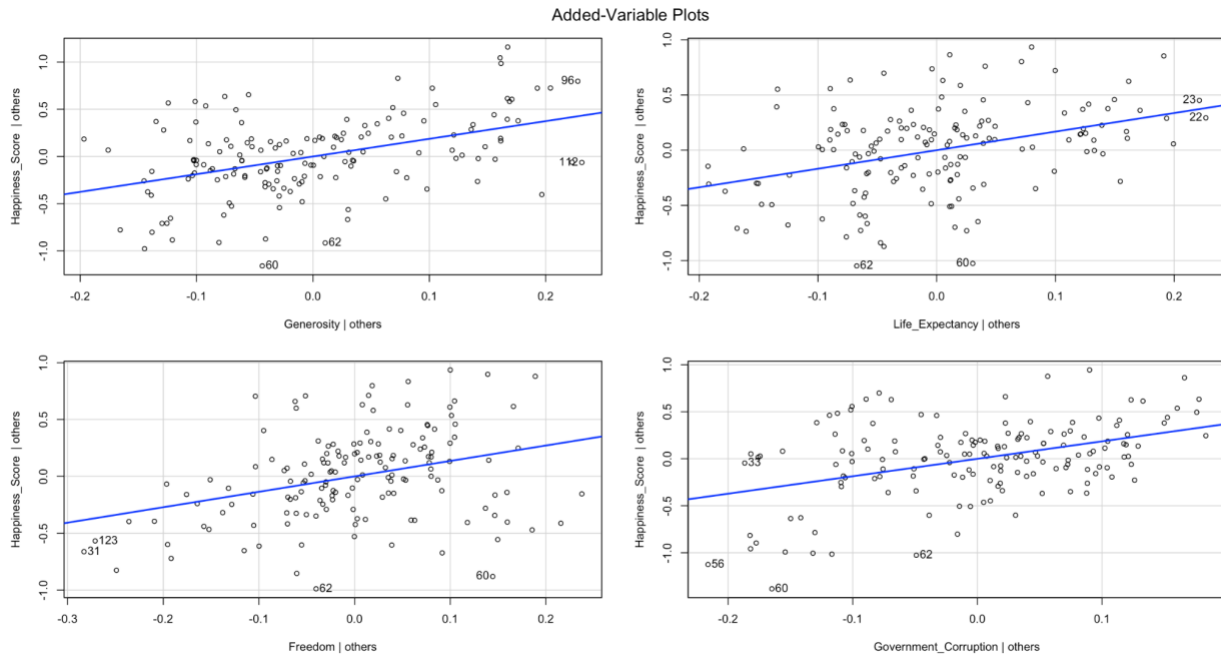 Added-Variable Plots
Happiness_Score | others
1.0
0.5
0.0
-0.5
-1.0
96
112
62
60
-0.2 -0.1 0.0 0.1 0.2
Generosity | others
Happiness_Score | others
1.0
0.5
0.0
-0.5
-1.0
23
22
62
60
-0.2 -0.1 0.0 0.1 0.2
Life_Expectancy | others
Happiness_Score | others
1.0
0.5
0.0
-0.5
-1.0
123
31
60
62
-0.3 -0.2 -0.1 0.0 0.1 0.2
Freedom | others
Happiness_Score | others
1.0
0.5
0.0
-0.5
-1.0
33
62
56
60
-0.2 -0.1 0.0 0.1
Government_Corruption | others